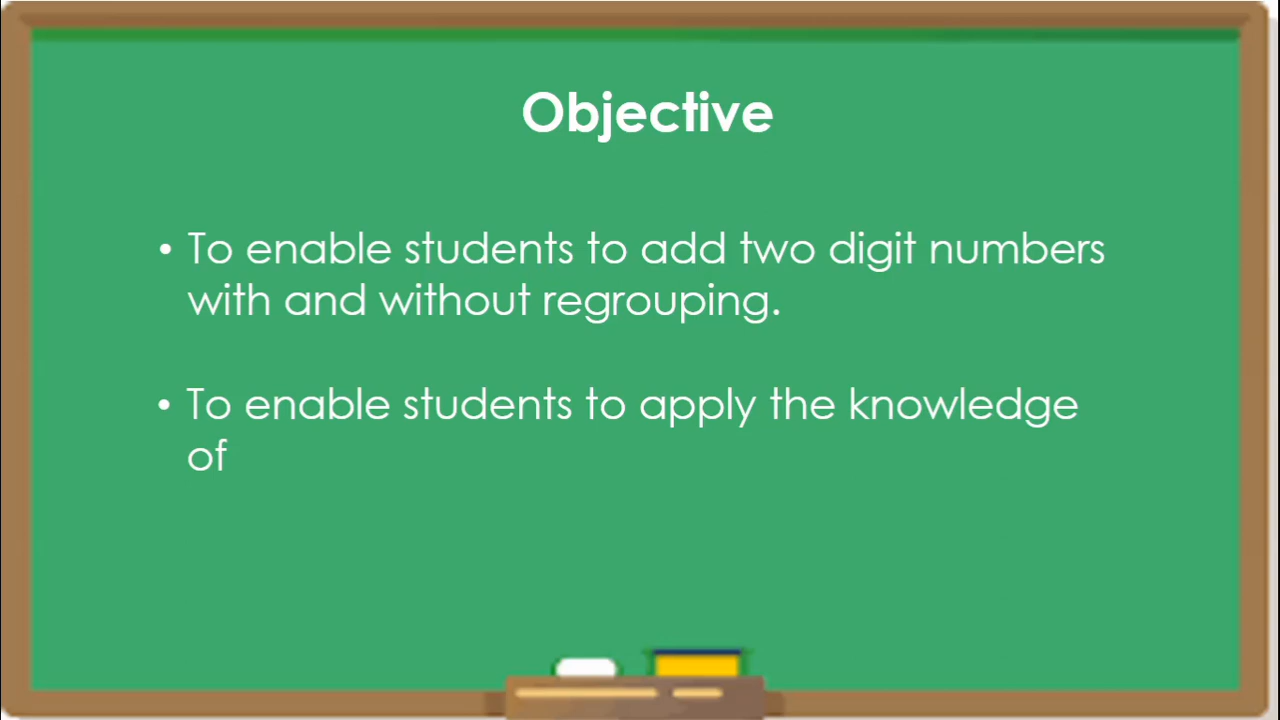 Objective
• To enable students to add two digit numbers
with and without regrouping.
• To enable students to apply the knowledge
of